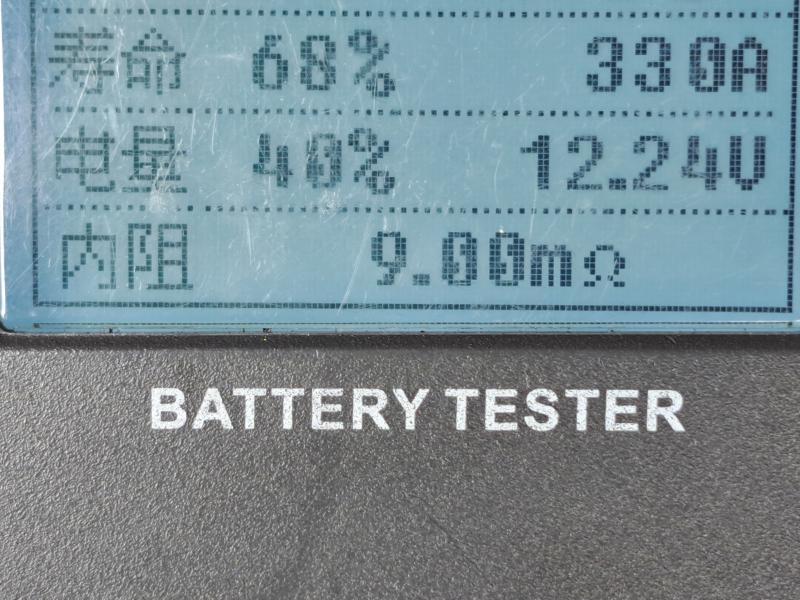 寿命 68% 330A
电量 40% 12.24V
内阻 9.00mΩ
BATTERY TESTER